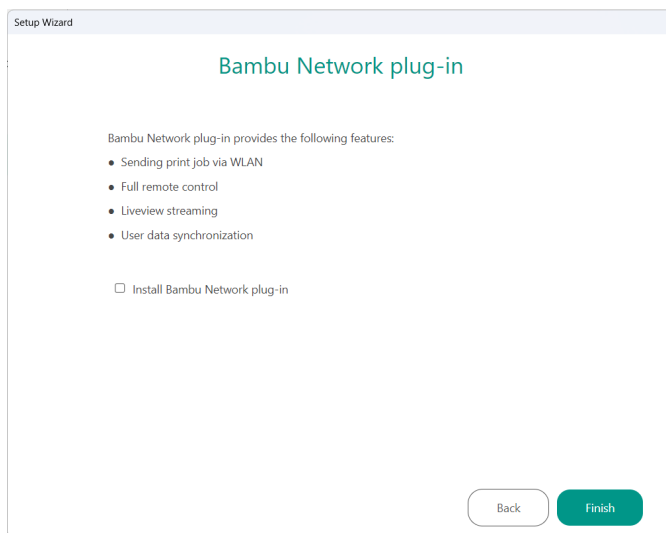 Setup Wizard
Bambu Network plug-in
Bambu Network plug-in provides the following features:
● Sending print job via WLAN
● Full remote control
● Liveview streaming
● User data synchronization
Install Bambu Network plug-in
Back
Finish